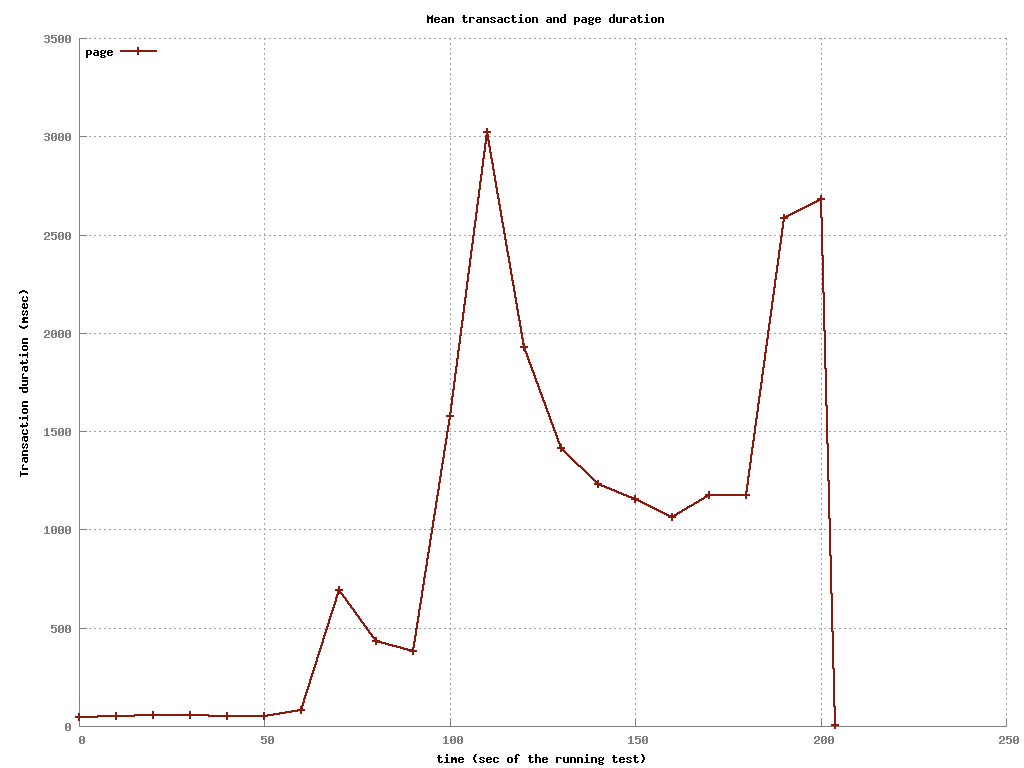 Mean transaction and page duration
page
3500
3000
2500
2000
1500
1000
500
0
Transaction duration (msec)
0 50 100 150 200 250
time (sec of the running test)